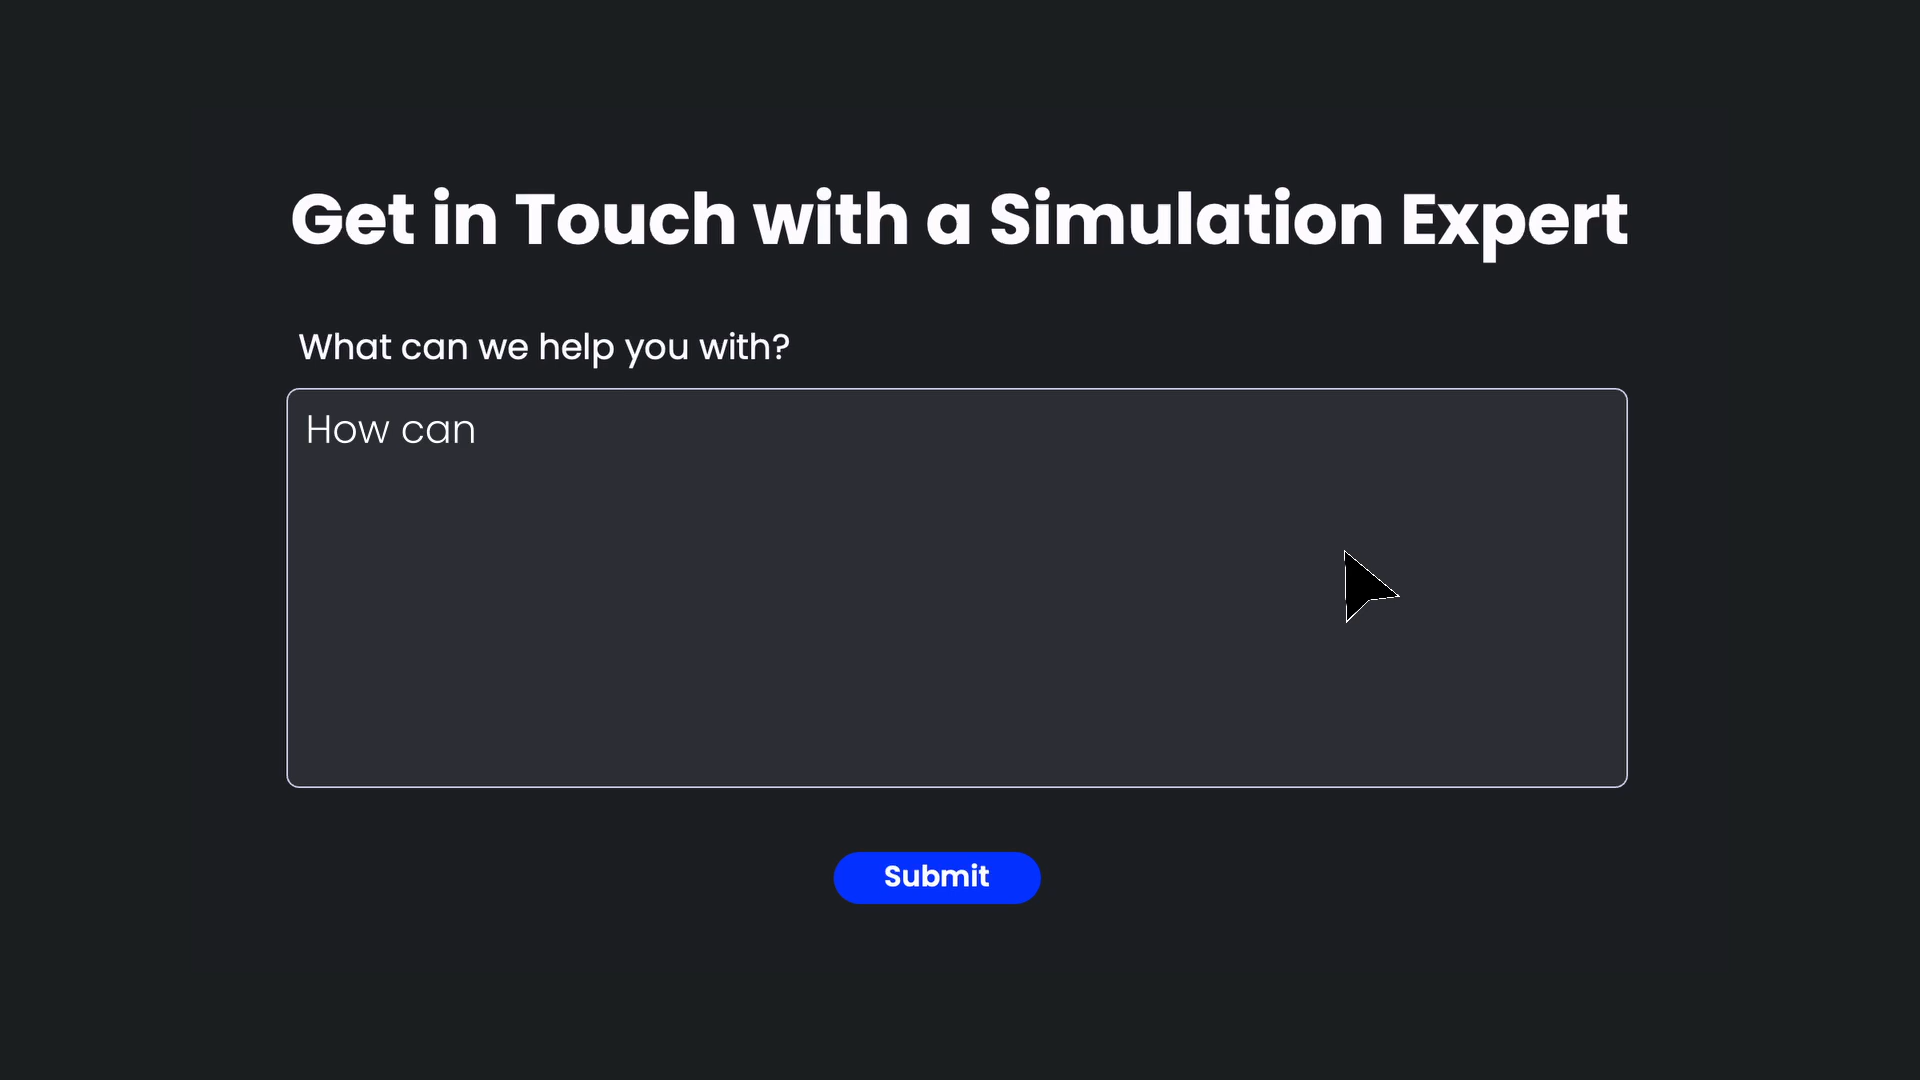 Get in Touch with a Simulation Expert
What can we help you with?
How can
Submit